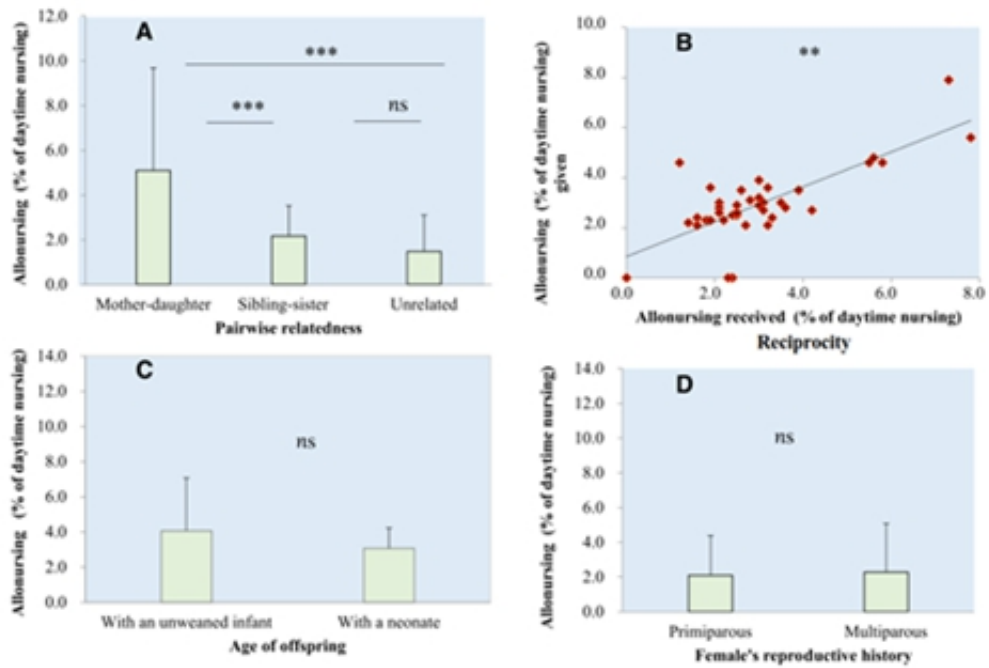 A
12.0
10.0
8.0
6.0
4.0
2.0
0.0
Allonursing (% of daytime nursing)
***
***
ns
Mother-daughter Sibling-sister Unrelated
Pairwise relatedness
B
10.0
8.0
6.0
4.0
2.0
0.0
Allonursing (% of daytime nursing)
given
**
0.0 2.0 4.0 6.0 8.0
Allonursing received (% of daytime nursing)
Reciprocity
C
14.0
12.0
10.0
8.0
6.0
4.0
2.0
0.0
Allonursing (% of daytime nursing)
ns
With an unweaned infant With a neonate
Age of offspring
D
14.0
12.0
10.0
8.0
6.0
4.0
2.0
0.0
Allonursing (% of daytime nursing)
ns
Primiparous Multiparous
Female's reproductive history